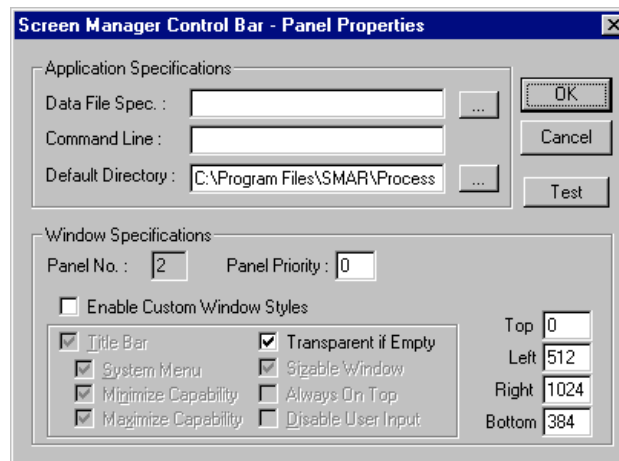 Screen Manager Control Bar - Panel Properties
Application Specifications
Data File Spec. :
...
OK
Command Line :
Cancel
Default Directory : C:\Program Files\SMAR\Process
...
Test
Window Specifications
Panel No. : 2 Panel Priority : 0
Enable Custom Window Styles
Title Bar
Transparent if Empty
System Menu
Sizable Window
Minimize Capability
Always On Top
Maximize Capability
Disable User Input
Top 0
Left 512
Right 1024
Bottom 384